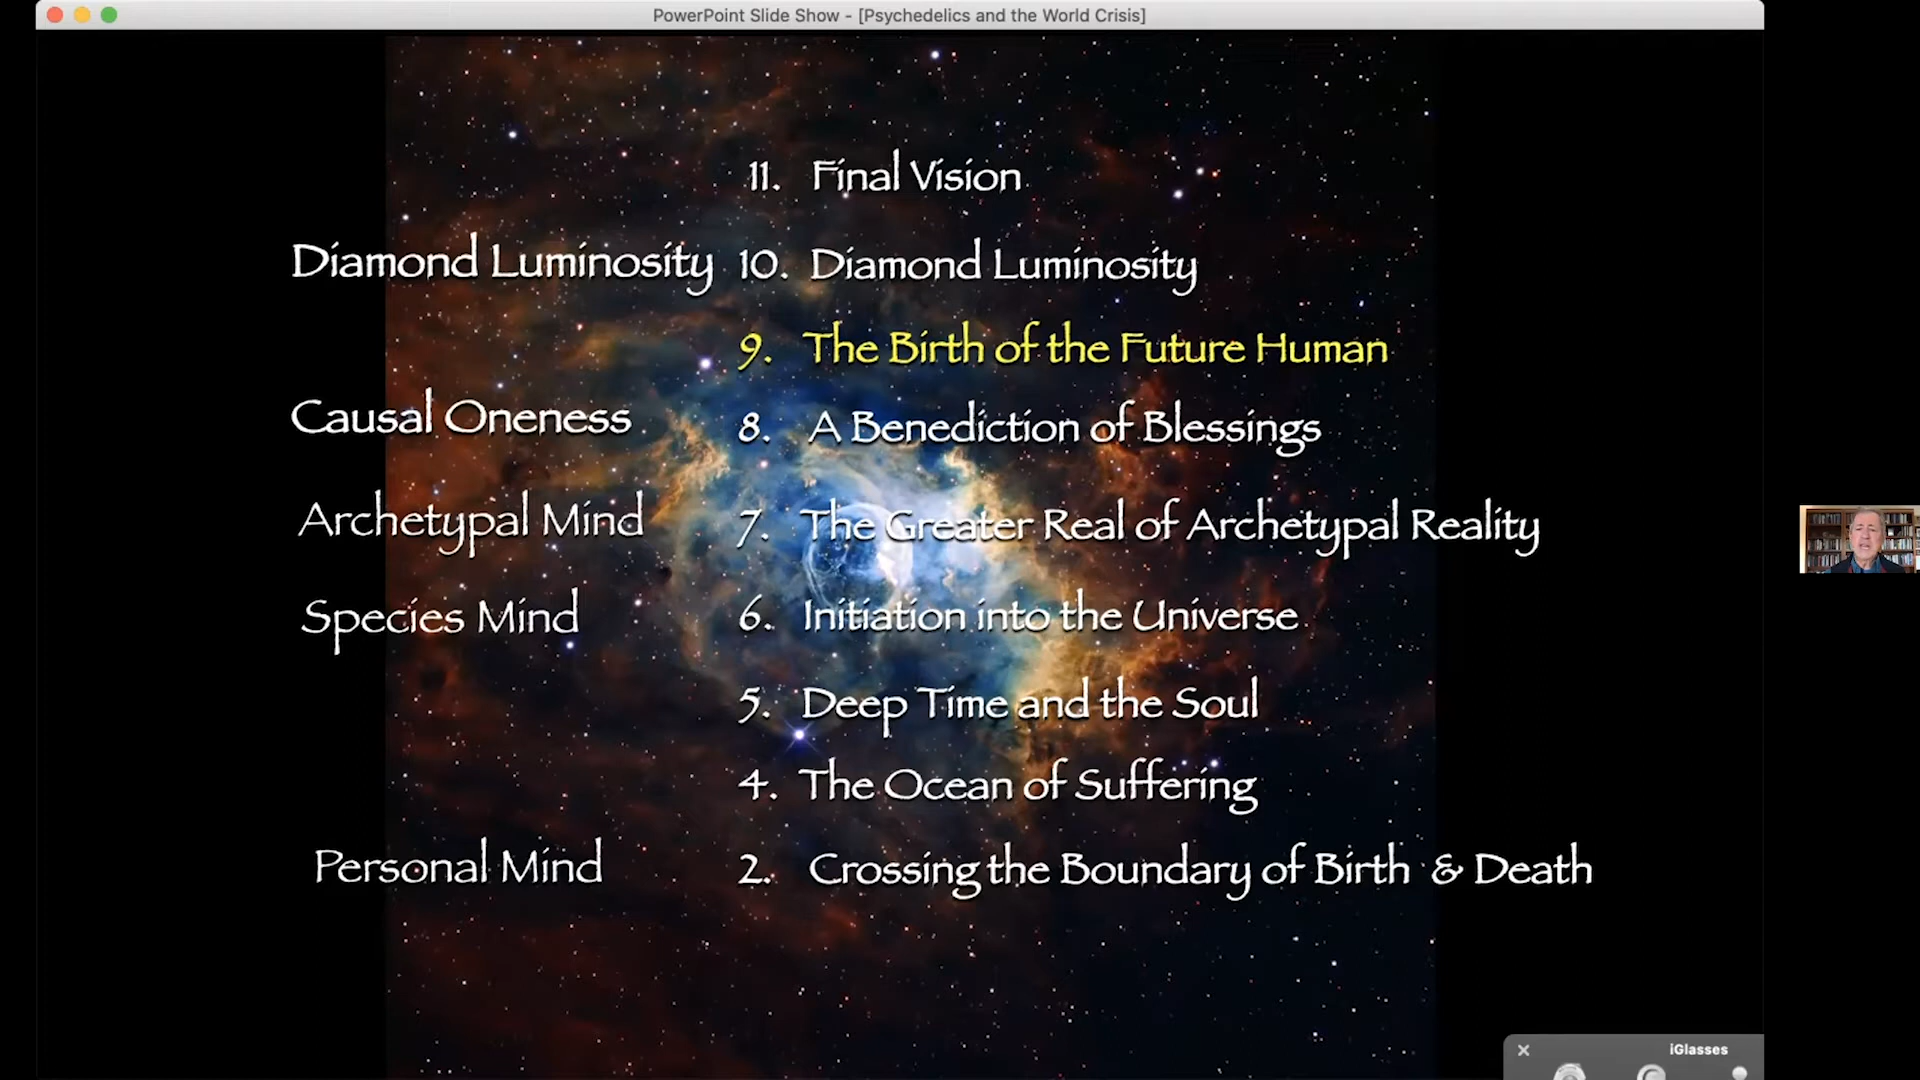 PowerPoint Slide Show - [Psychedelics and the World Crisis]
11. Final Vision
Diamond Luminosity 10. Diamond Luminosity
9. The Birth of the Future Human
Causal Oneness 8. A Benediction of Blessings
Archetypal Mind 7. The Greater Real of Archetypal Reality
Species Mind 6. Initiation into the Universe
5. Deep Time and the Soul
4. The Ocean of Suffering
Personal Mind 2. Crossing the Boundary of Birth & Death
iGlasses